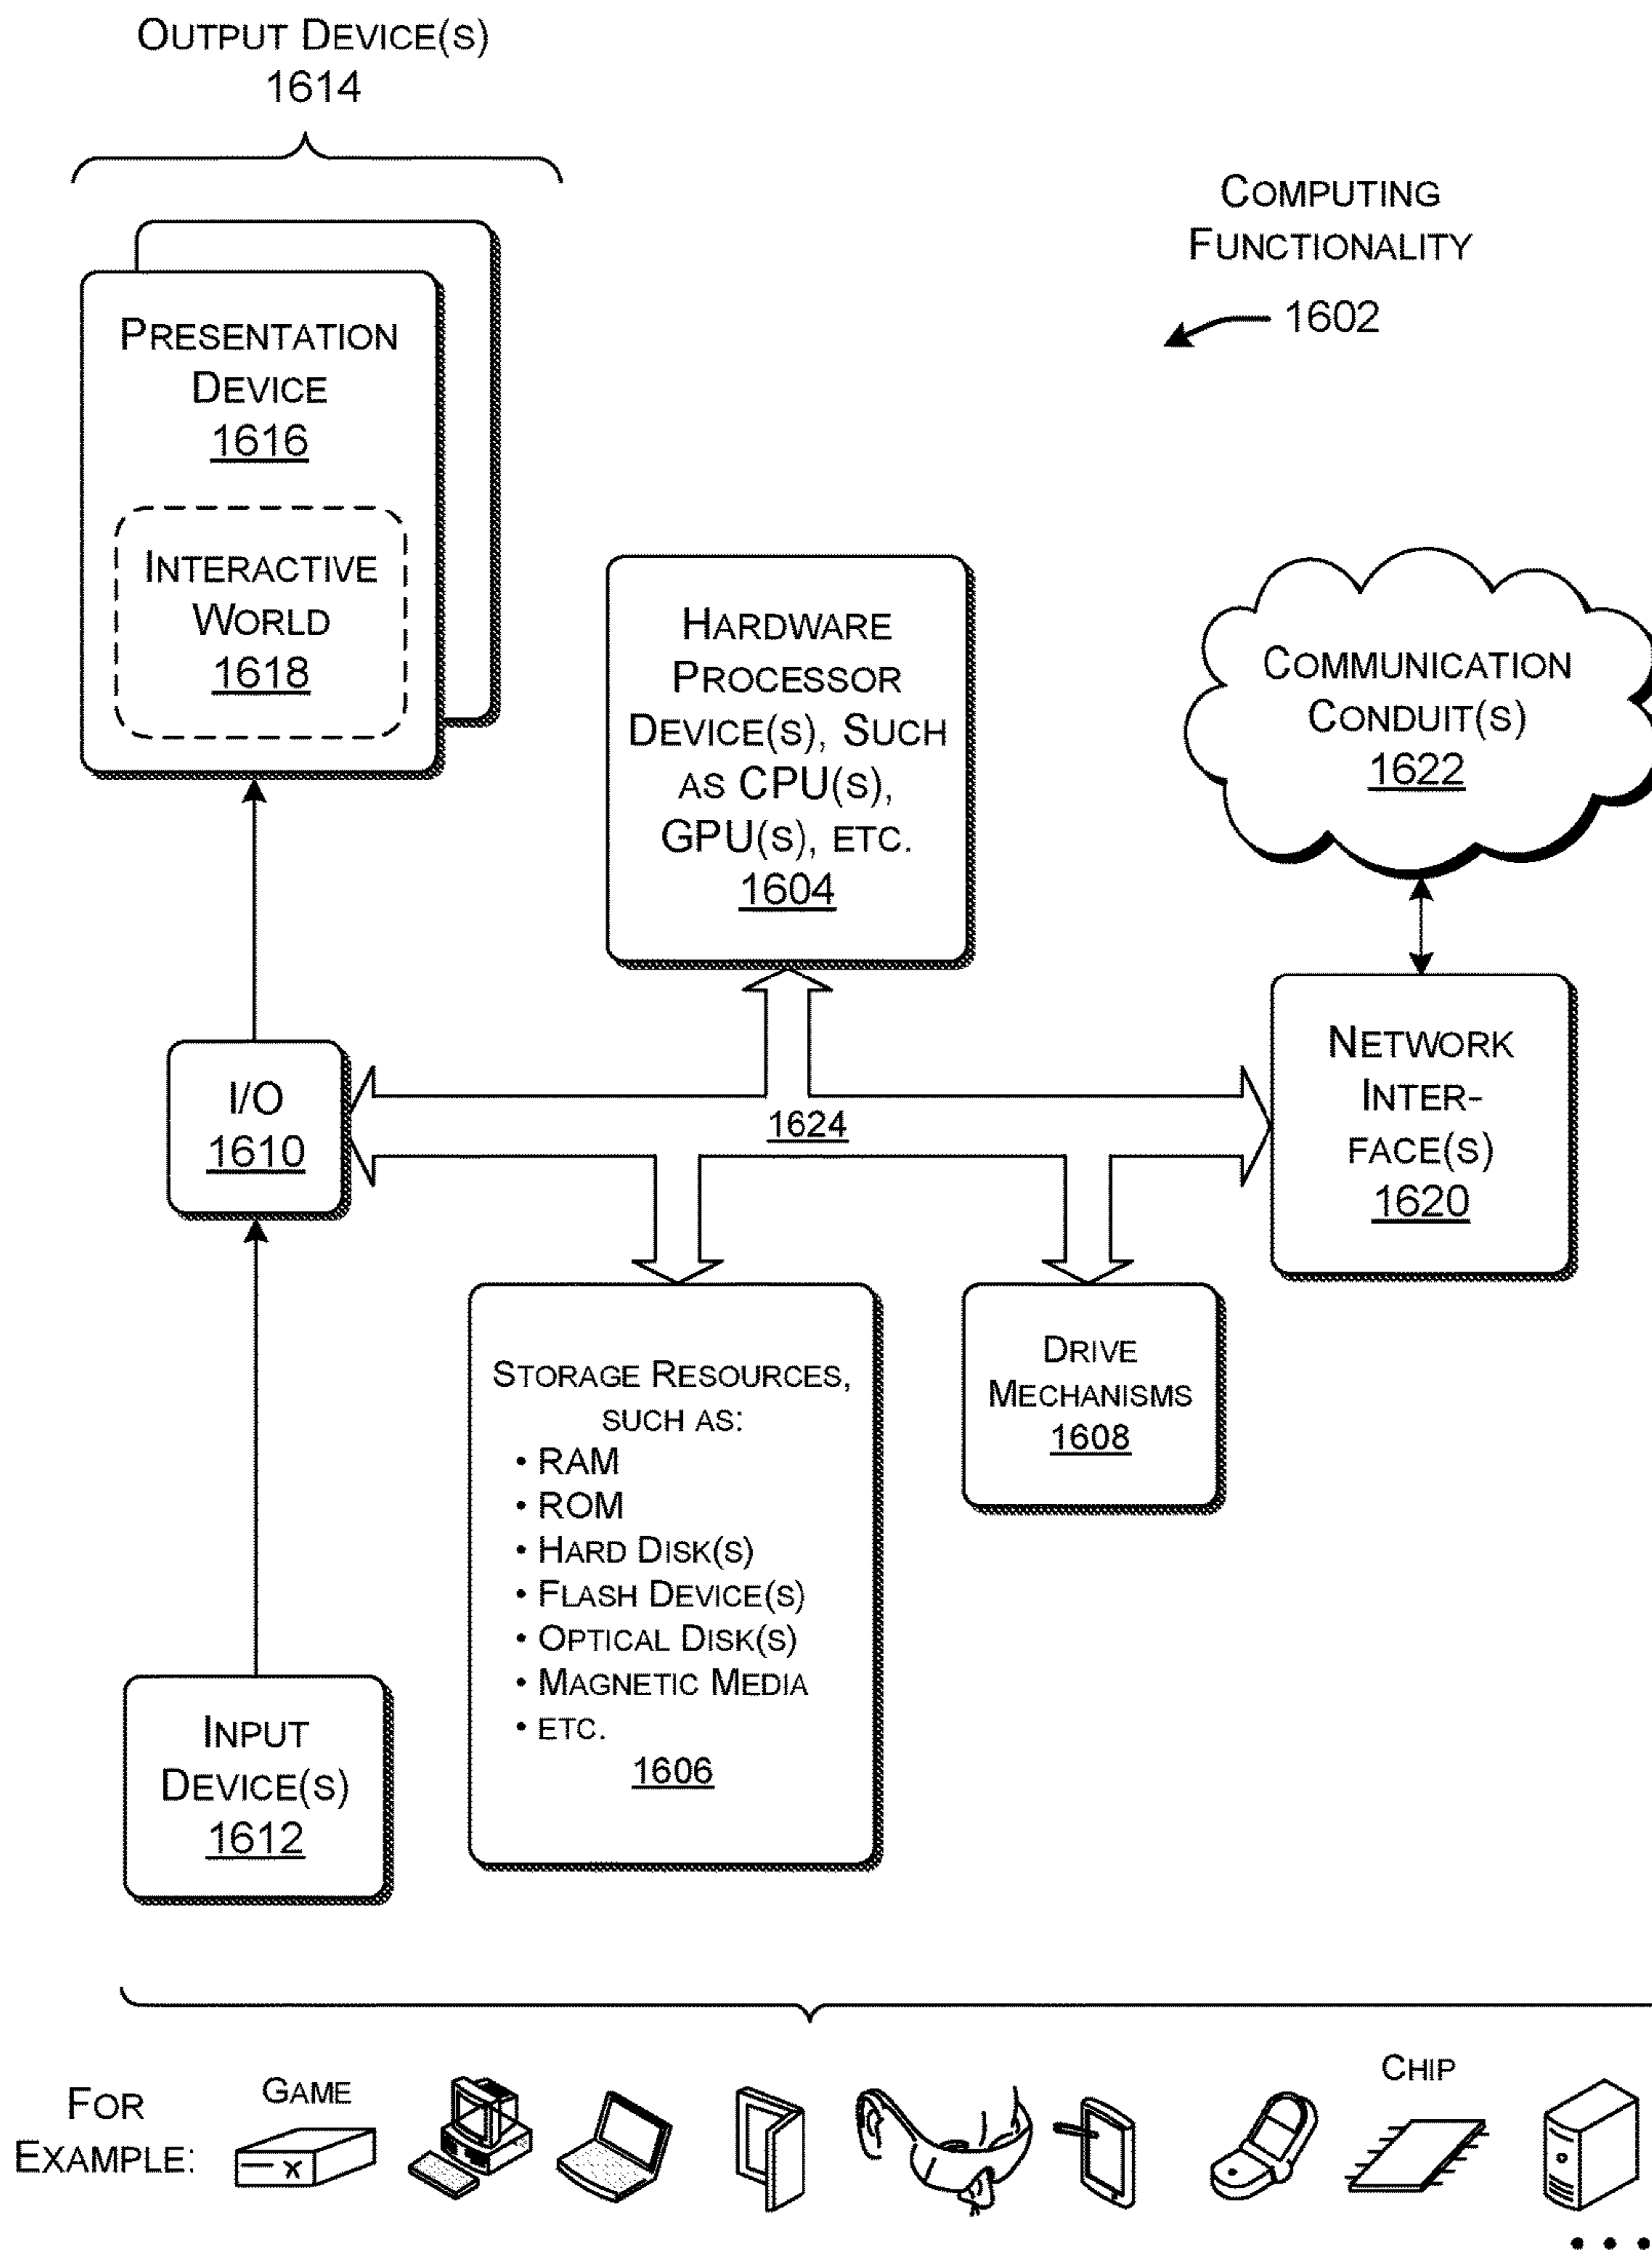 OUTPUT DEVICE(S)
1614
COMPUTING
FUNCTIONALITY
1602
PRESENTATION
DEVICE
1616
INTERACTIVE
WORLD
1618
HARDWARE
PROCESSOR
DEVICE(S), SUCH
AS CPU(S),
GPU(S), ETC.
1604
COMMUNICATION
CONDUIT(S)
1622
I/O
1610
1624
NETWORK
INTER-
FACE(S)
1620
STORAGE RESOURCES,
SUCH AS:
• RAM
• ROM
• HARD DISK(S)
• FLASH DEVICE(S)
• OPTICAL DISK(S)
• MAGNETIC MEDIA
• ETC.
1606
DRIVE
MECHANISMS
1608
INPUT
DEVICE(S)
1612
FOR
EXAMPLE:
GAME
X
CHIP
• • •